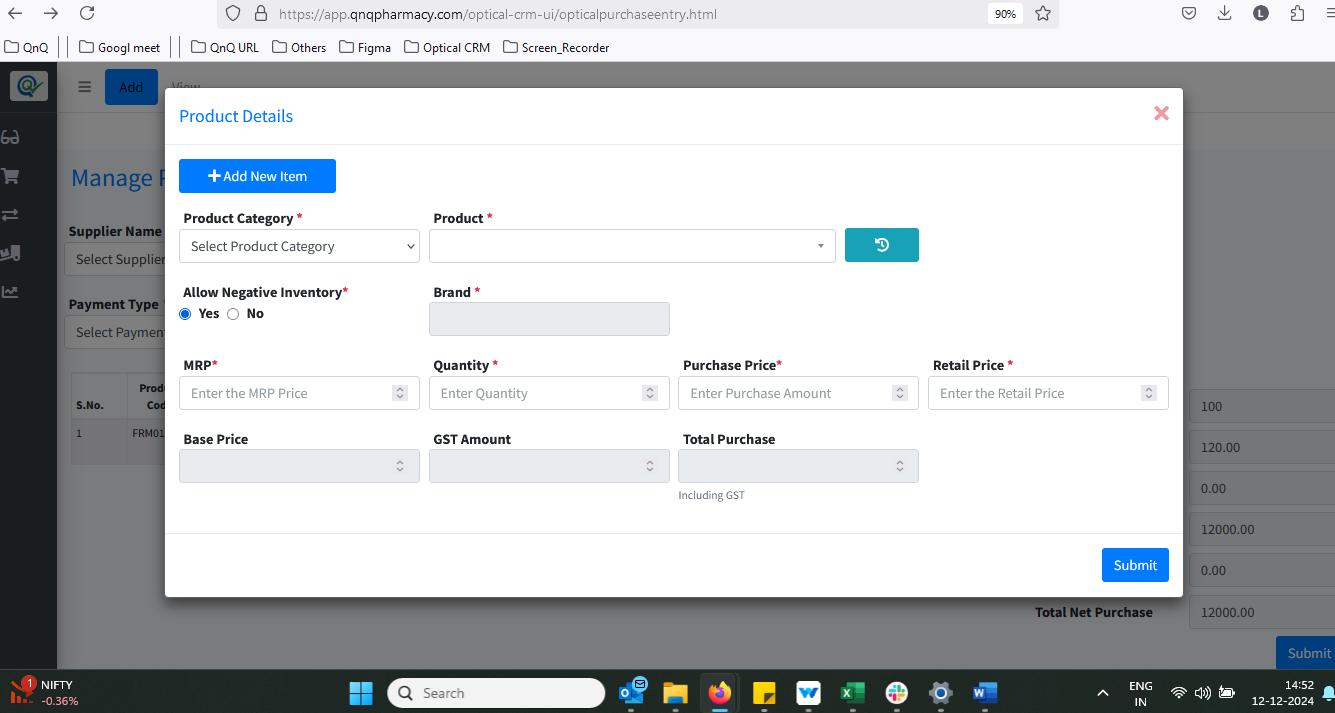 https://app.qnqpharmacy.com/optical-crm-ui/opticalpurchaseentry.html
90%
L
QnQ
Googl meet
QnQ URL
Others
Figma
Optical CRM
Screen_Recorder
Add
View
Product Details
Add New Item
Manage P
Product Category *
Product *
Supplier Name
Select Product Category
Select Supplier
Allow Negative Inventory*
Brand *
Payment Type
Yes
No
Select Payment
MRP*
Quantity *
Purchase Price*
Retail Price *
Enter the MRP Price
Enter Quantity
Enter Purchase Amount
Enter the Retail Price
S.No.
1
FRM01
100
Base Price
GST Amount
Total Purchase
120.00
Including GST
0.00
12000.00
0.00
Submit
Total Net Purchase
12000.00
Submit
1
NIFTY
-0.36%
Search
ENG
IN
14:52
12-12-2024